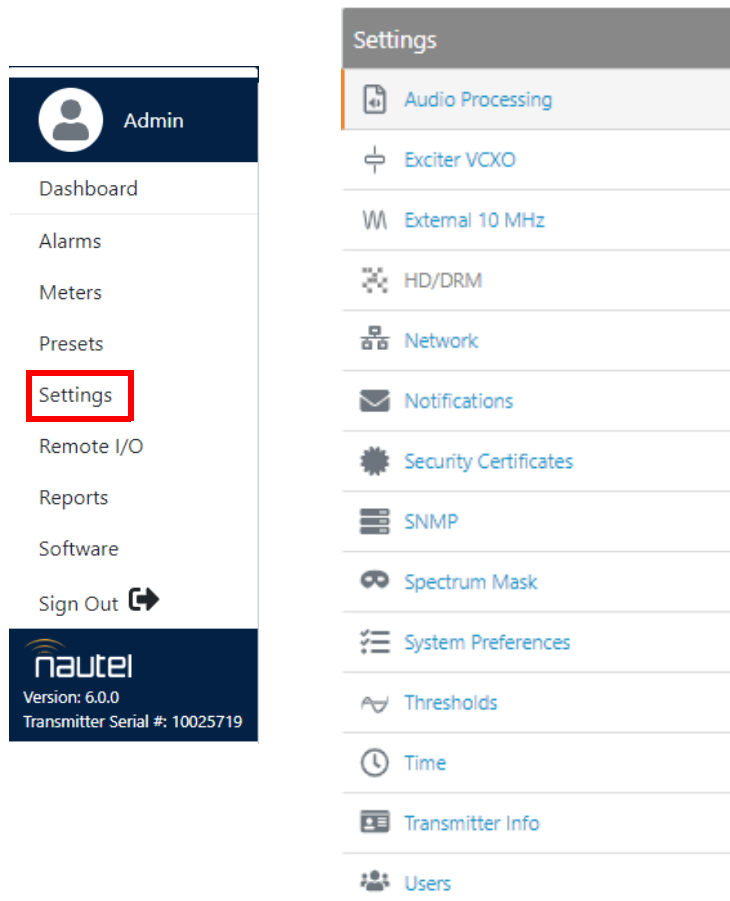 Admin
Dashboard
Alarms
Meters
Presets
Settings
Remote I/O
Reports
Software
Sign Out
nautel
Version: 6.0.0
Transmitter Serial #: 10025719
Settings
Audio Processing
Exciter VCXO
External 10 MHz
HD/DRM
Network
Notifications
Security Certificates
SNMP
Spectrum Mask
System Preferences
Thresholds
Time
Transmitter Info
Users